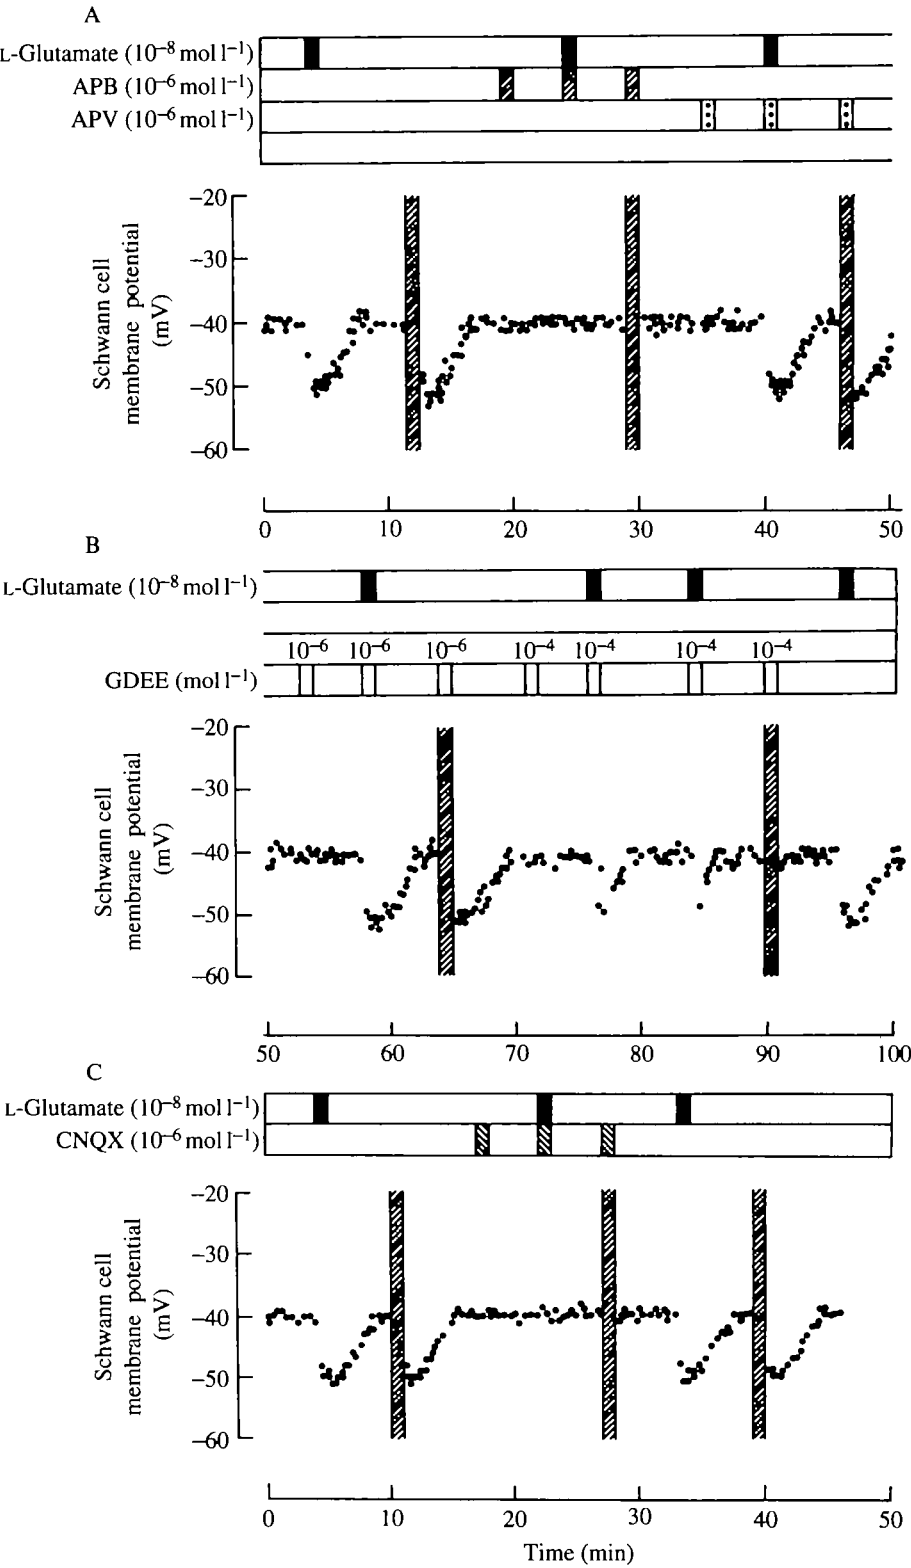 A
L-Glutamate (10⁻⁸ mol l⁻¹)
APB (10⁻⁶ mol l⁻¹)
APV (10⁻⁶ mol l⁻¹)
−20
−30
−40
−50
−60
Schwann cell
membrane potential
(mV)
0 10 20 30 40 50
B
L-Glutamate (10⁻⁸ mol l⁻¹)
10⁻⁶ 10⁻⁶ 10⁻⁶ 10⁻⁴ 10⁻⁴ 10⁻⁴ 10⁻⁴
GDEE (mol l⁻¹)
−20
−30
−40
−50
−60
Schwann cell
membrane potential
(mV)
50 60 70 80 90 100
C
L-Glutamate (10⁻⁸ mol l⁻¹)
CNQX (10⁻⁶ mol l⁻¹)
−20
−30
−40
−50
−60
Schwann cell
membrane potential
(mV)
0 10 20 30 40 50
Time (min)